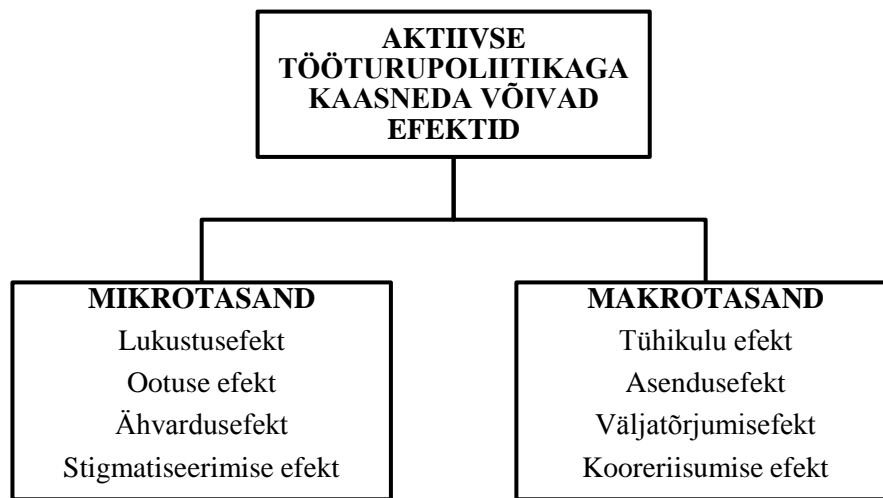 AKTIIVSE
TÖÖTURUPOLIITIKAGA
KAASNEDA VÕIVAD
EFEKTID
MIKROTASAND
Lukustusefekt
Ootuse efekt
Ähvardusefekt
Stigmatiseerimise efekt
MAKROTASAND
Tühikulu efekt
Asendusefekt
Väljatõrjumisefekt
Kooreriisumise efekt